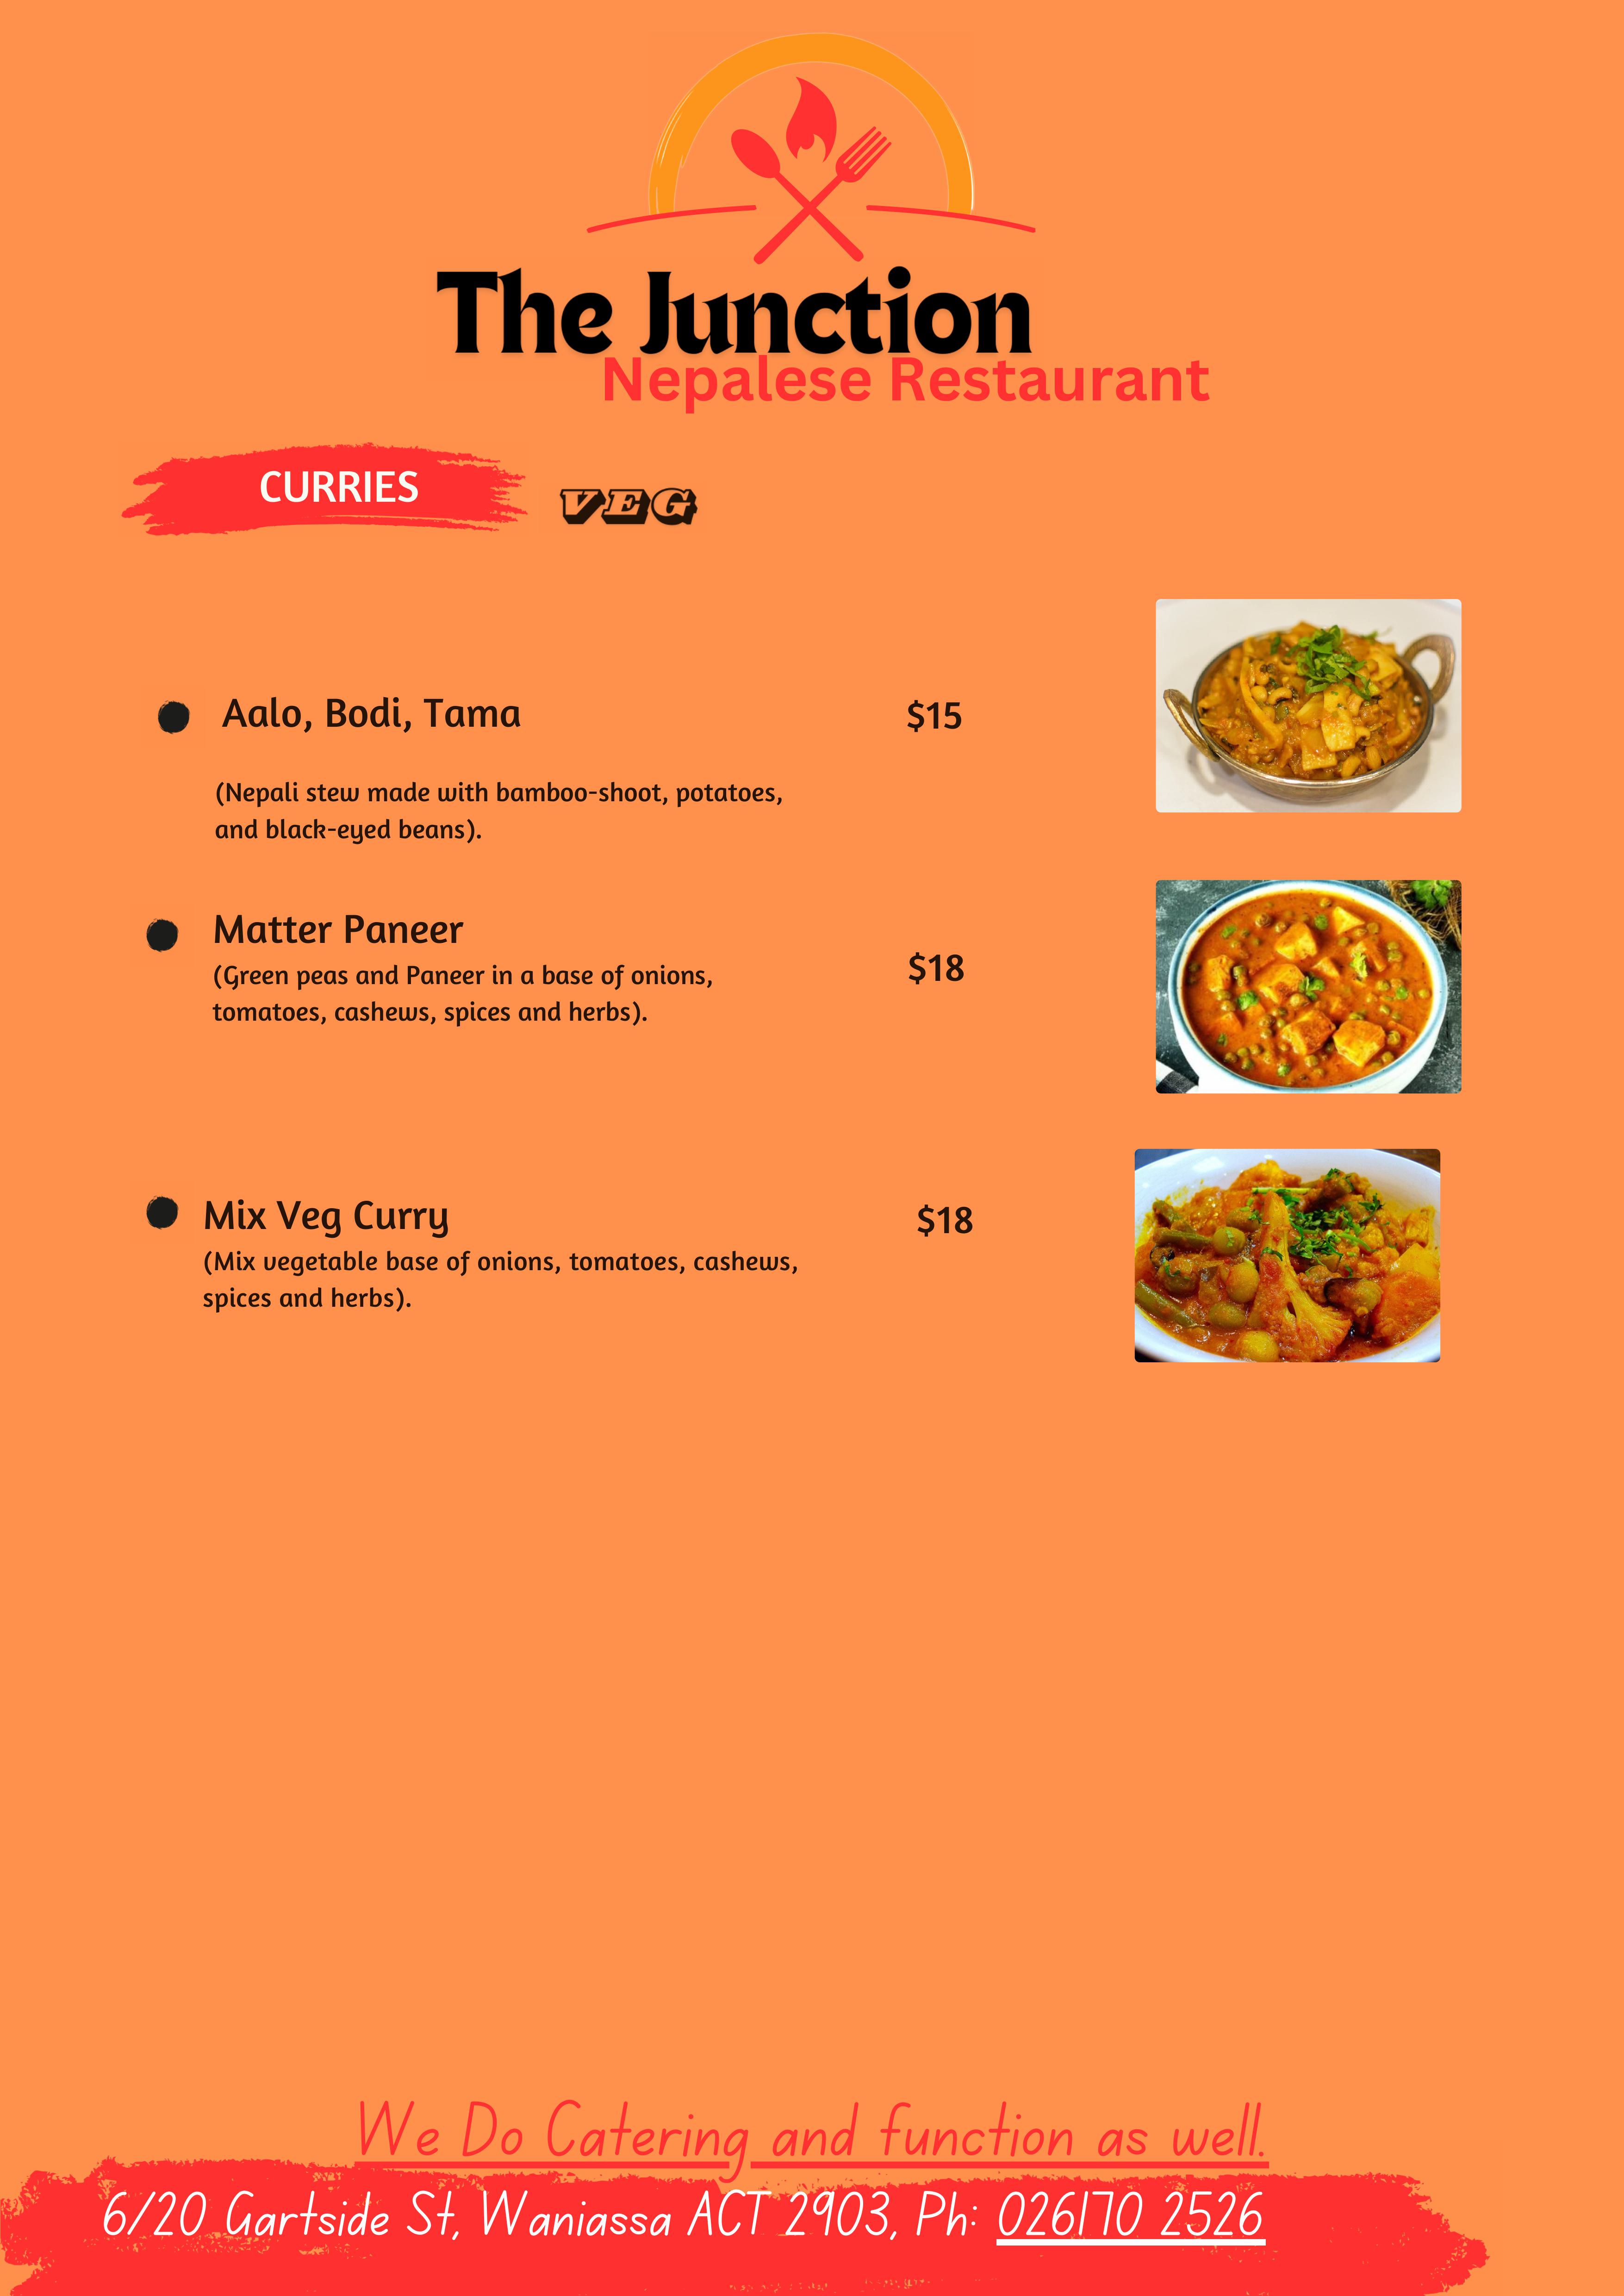 The Junction
Nepalese Restaurant
CURRIES
VEG
Aalo, Bodi, Tama
$15
(Nepali stew made with bamboo-shoot, potatoes,
and black-eyed beans).
Matter Paneer
(Green peas and Paneer in a base of onions,
$18
tomatoes, cashews, spices and herbs).
Mix Veg Curry
$18
(Mix vegetable base of onions, tomatoes, cashews,
spices and herbs).
We Do Catering and function as well.
6/20 Gartside St, Waniassa ACT 2903, Ph: 026170 2526